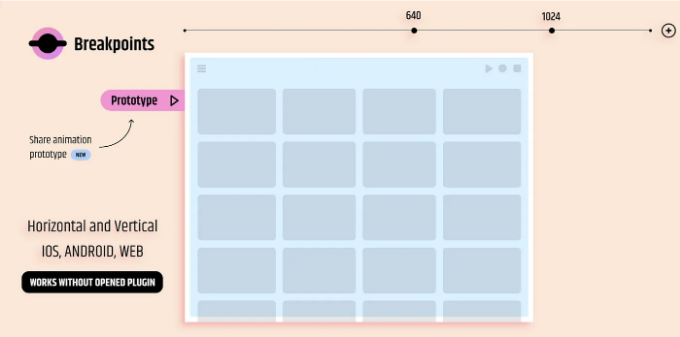 640
1024
Breakpoints
Prototype
Share animation
prototype NEW
Horizontal and Vertical
IOS, ANDROID, WEB
WORKS WITHOUT OPENED PLUGIN